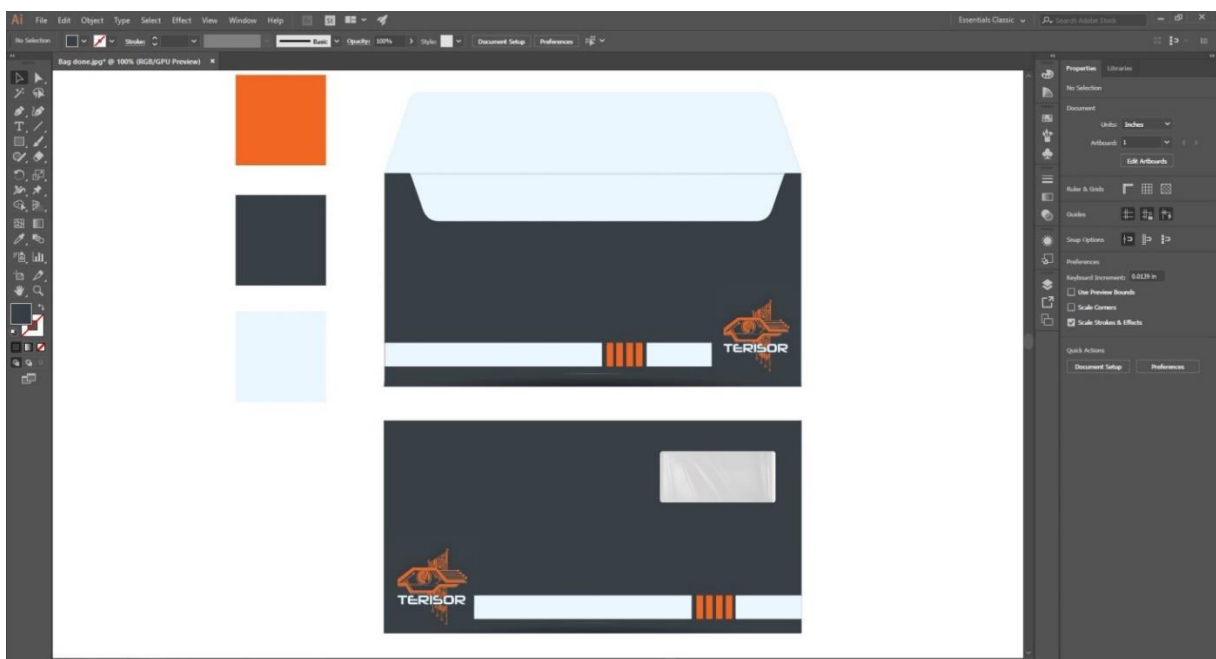 Ai File Edit Object Type Select Effect View Window Help St Essentials Classic Search Adobe Stock
No Selection Stroke: Basic Opacity: 100% Style: Document Setup Preferences
Bag done.jpg* @ 100% (RGB/GPU Preview) ×
Properties Libraries
No Selection
Document
Units: Inches
Artboard: 1
Edit Artboards
Ruler & Grids
Guides
Snap Options
Preferences
Keyboard Increment: 0.0139 in
Use Preview Bounds
Scale Corners
Scale Strokes & Effects
Quick Actions
Document Setup Preferences
TERISOR
TERISOR